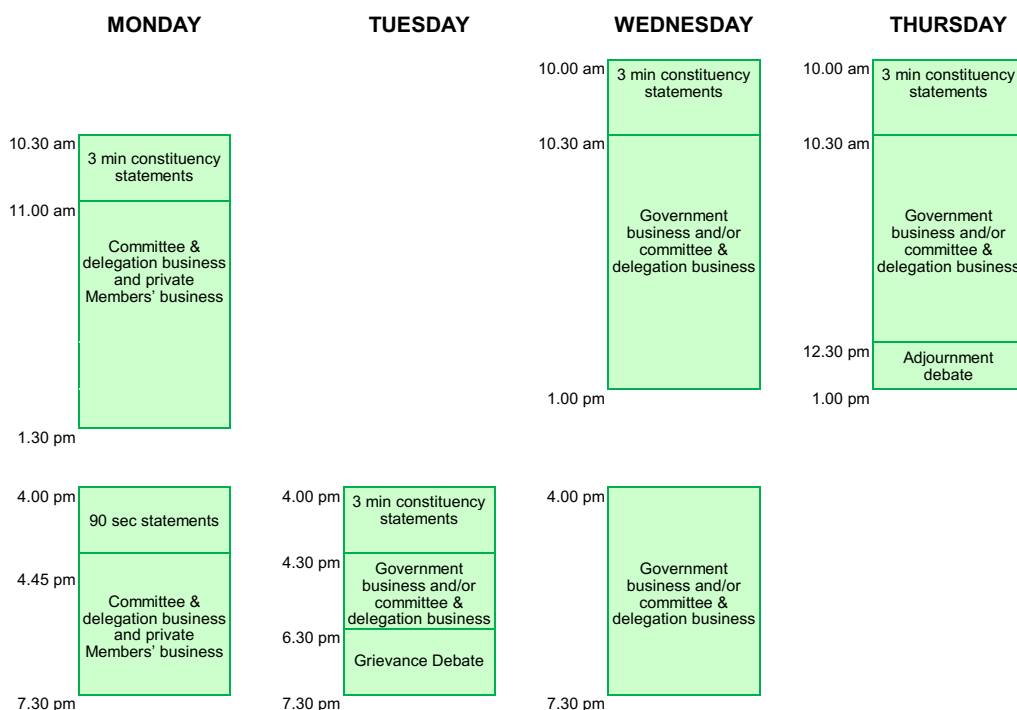 MONDAY
10.30 am
3 min constituency
statements
11.00 am
Committee &
delegation business
and private
Members’ business
1.30 pm
4.00 pm
90 sec statements
4.45 pm
Committee &
delegation business
and private
Members’ business
7.30 pm
TUESDAY
4.00 pm
3 min constituency
statements
4.30 pm
Government
business and/or
committee &
delegation business
6.30 pm
Grievance Debate
7.30 pm
WEDNESDAY
10.00 am
3 min constituency
statements
10.30 am
Government
business and/or
committee &
delegation business
1.00 pm
4.00 pm
Government
business and/or
committee &
delegation business
7.30 pm
THURSDAY
10.00 am
3 min constituency
statements
10.30 am
Government
business and/or
committee &
delegation business
12.30 pm
Adjournment
debate
1.00 pm